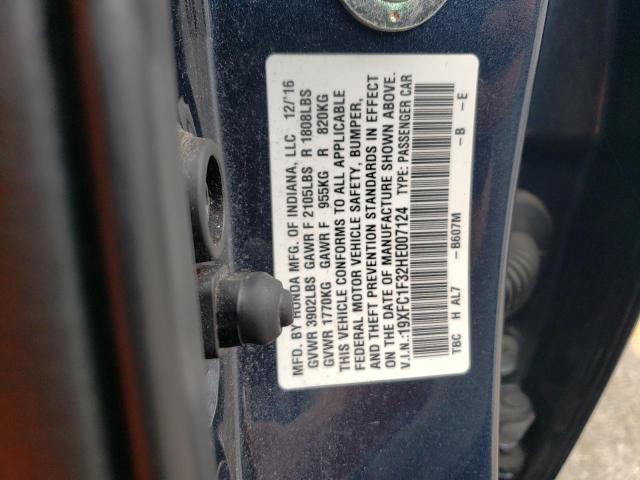 MFD. BY HONDA MFG. OF INDIANA, LLC 12/'16
GVWR 3902LBS GAWR F 2105LBS R 1808LBS
GVWR 1770KG GAWR F 955KG R 820KG
THIS VEHICLE CONFORMS TO ALL APPLICABLE
FEDERAL MOTOR VEHICLE SAFETY, BUMPER,
AND THEFT PREVENTION STANDARDS IN EFFECT
ON THE DATE OF MANUFACTURE SHOWN ABOVE.
V.I.N.:19XFC1F32HE007124 TYPE: PASSENGER CAR
TBC H AL7 -B607M -B -E